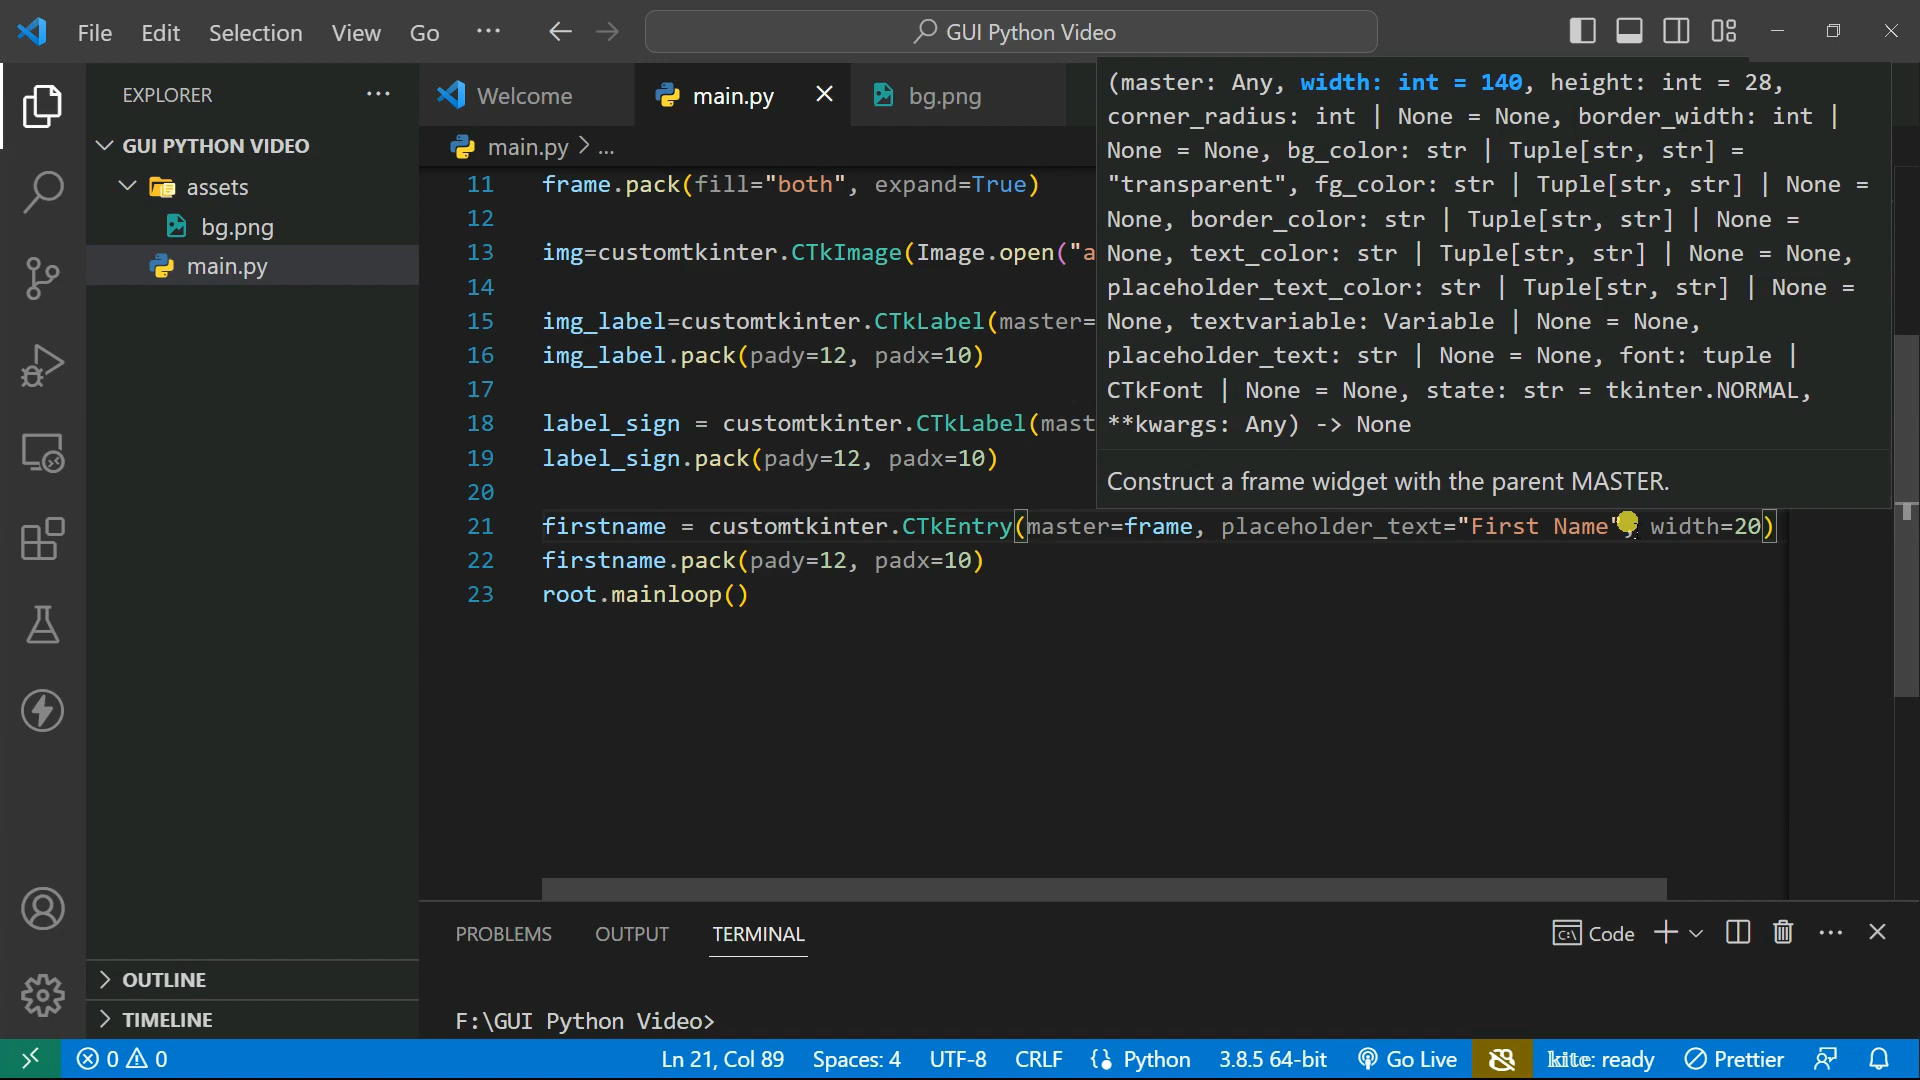 File Edit Selection View Go ... GUI Python Video
EXPLORER ...
GUI PYTHON VIDEO
assets
bg.png
main.py
Welcome main.py bg.png
main.py > ...
11 frame.pack(fill="both", expand=True)
12
13 img=customtkinter.CTkImage(Image.open("a
14
15 img_label=customtkinter.CTkLabel(master=
16 img_label.pack(pady=12, padx=10)
17
18 label_sign = customtkinter.CTkLabel(mast
19 label_sign.pack(pady=12, padx=10)
20
21 firstname = customtkinter.CTkEntry(master=frame, placeholder_text="First Name", width=20)
22 firstname.pack(pady=12, padx=10)
23 root.mainloop()
(master: Any, width: int = 140, height: int = 28,
corner_radius: int | None = None, border_width: int |
None = None, bg_color: str | Tuple[str, str] =
"transparent", fg_color: str | Tuple[str, str] | None =
None, border_color: str | Tuple[str, str] | None =
None, text_color: str | Tuple[str, str] | None = None,
placeholder_text_color: str | Tuple[str, str] | None =
None, textvariable: Variable | None = None,
placeholder_text: str | None = None, font: tuple |
CTkFont | None = None, state: str = tkinter.NORMAL,
**kwargs: Any) -> None
Construct a frame widget with the parent MASTER.
PROBLEMS OUTPUT TERMINAL Code
F:\GUI Python Video>
OUTLINE
TIMELINE
0 0 Ln 21, Col 89 Spaces: 4 UTF-8 CRLF Python 3.8.5 64-bit Go Live kite: ready Prettier